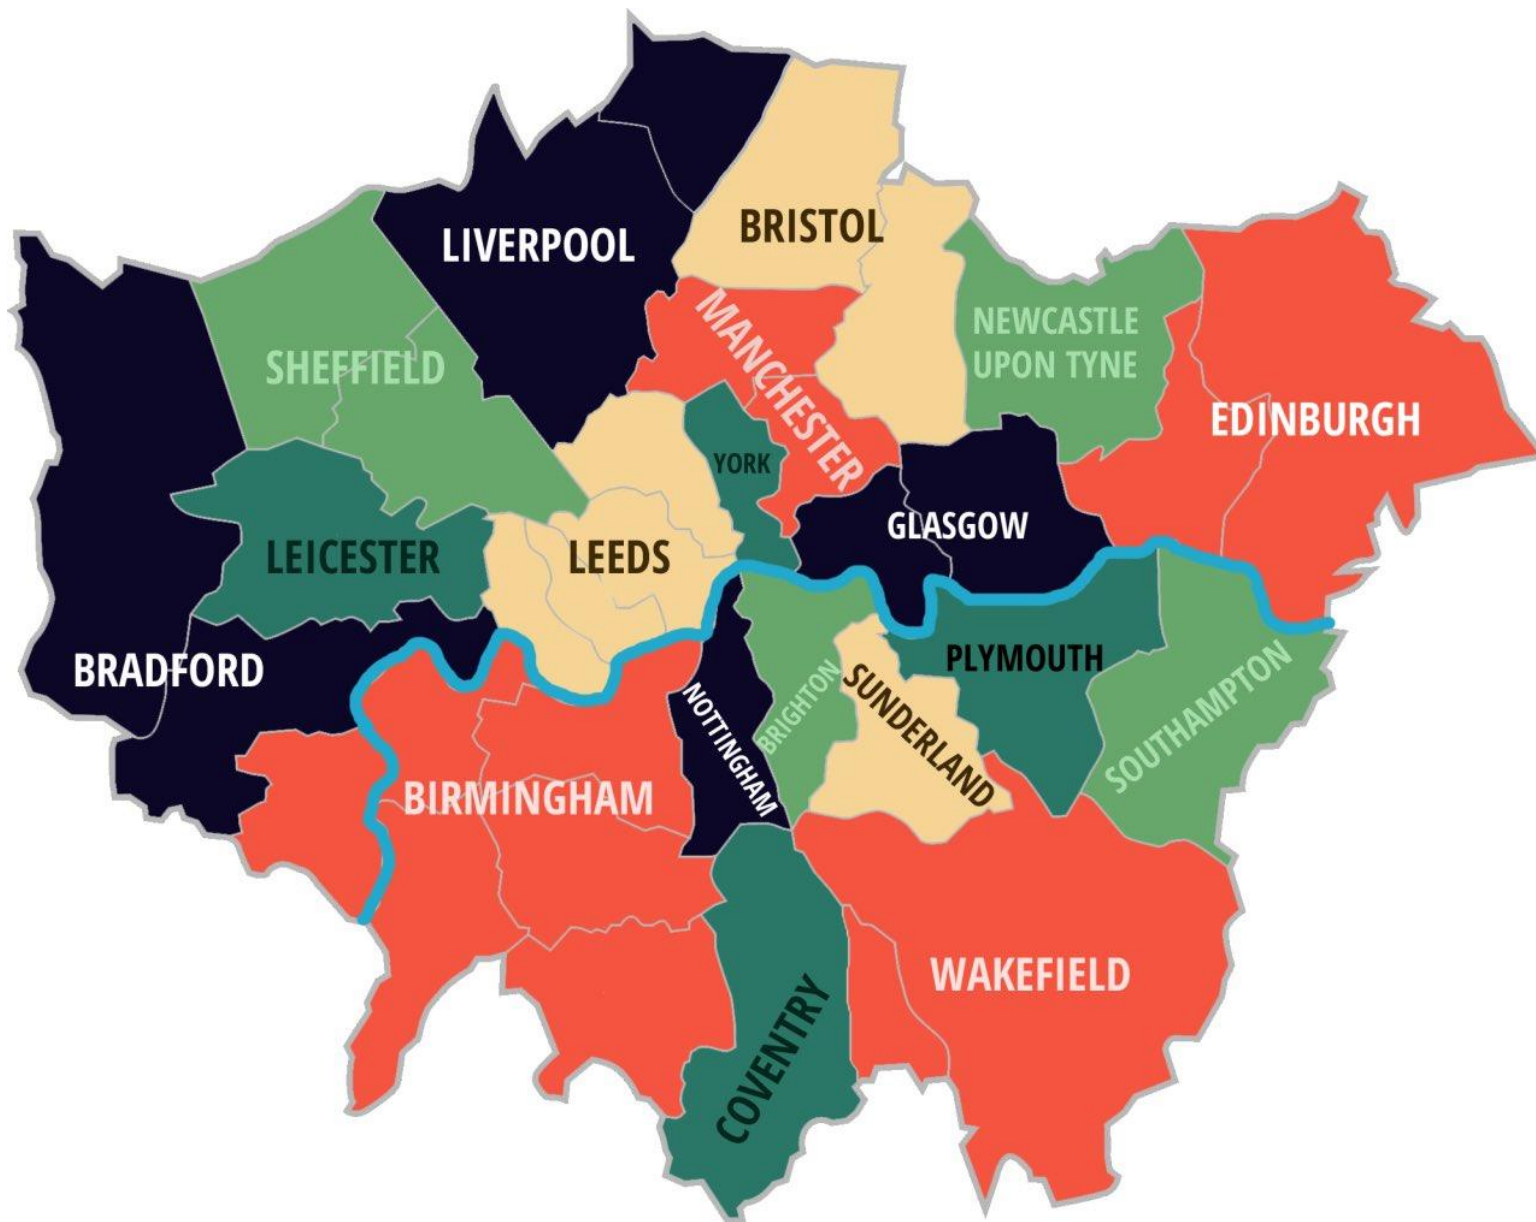 BRISTOL
LIVERPOOL
MANCHESTER
NEWCASTLE
UPON TYNE
SHEFFIELD
EDINBURGH
YORK
GLASGOW
LEICESTER
LEEDS
BRADFORD
PLYMOUTH
NOTTINGHAM
BRIGHTON
SUNDERLAND
SOUTHAMPTON
BIRMINGHAM
WAKEFIELD
COVENTRY